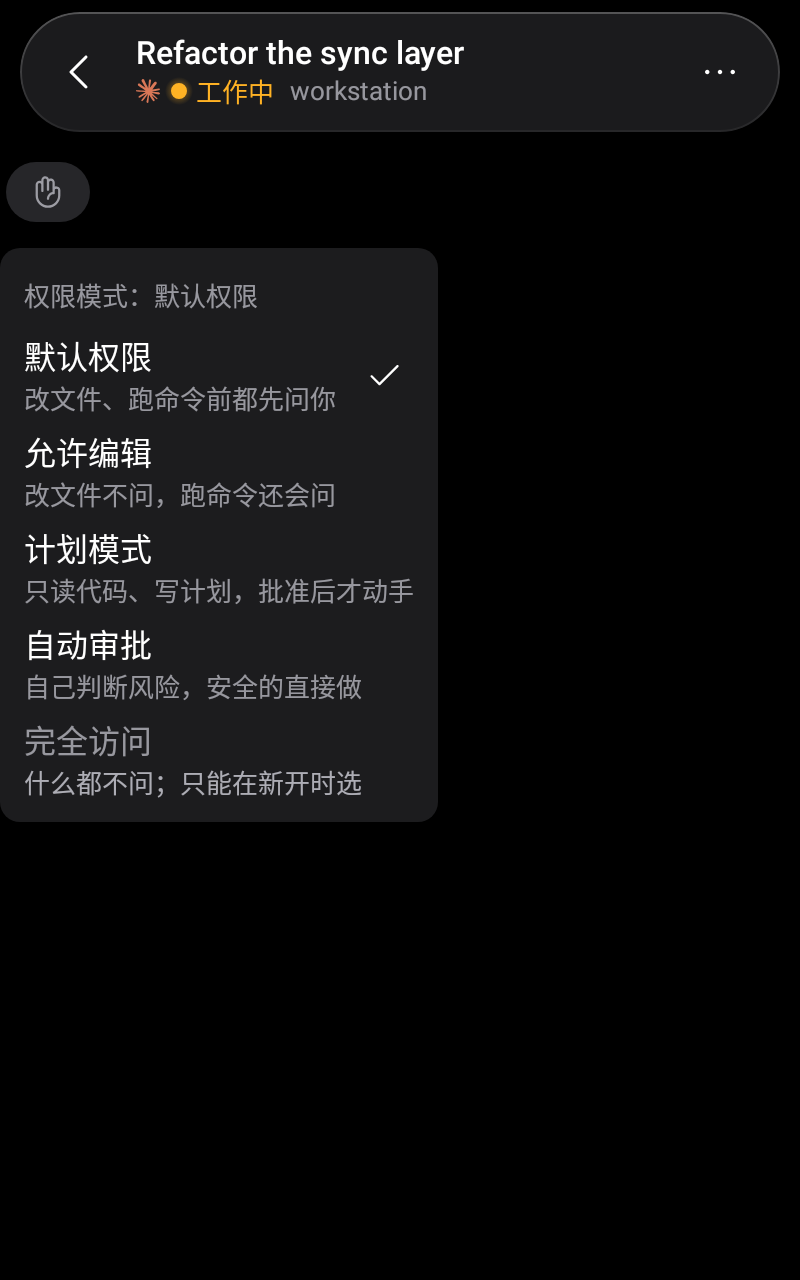 Refactor the sync layer
工作中 workstation
权限模式：默认权限
默认权限
改文件、跑命令前都先问你
允许编辑
改文件不问，跑命令还会问
计划模式
只读代码、写计划，批准后才动手
自动审批
自己判断风险，安全的直接做
完全访问
什么都不问；只能在新开时选